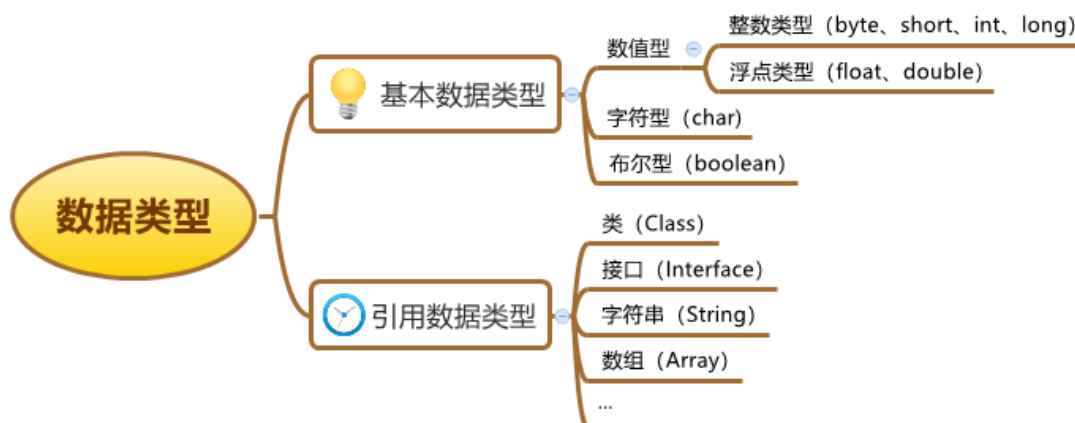 数据类型
基本数据类型
数值型
整数类型（byte、short、int、long）
浮点类型（float、double）
字符型（char)
布尔型（boolean）
引用数据类型
类（Class）
接口（Interface）
字符串（String）
数组（Array）
...